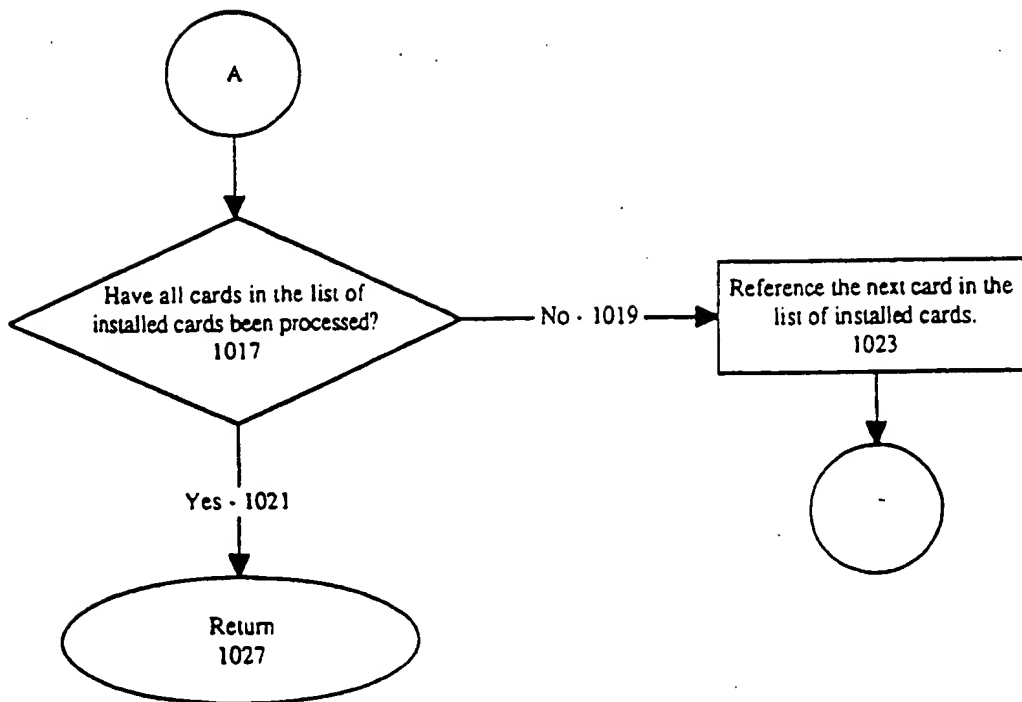 A
Have all cards in the list of
installed cards been processed?
1017
No - 1019
Reference the next card in the
list of installed cards.
1023
Yes - 1021
-
Return
1027